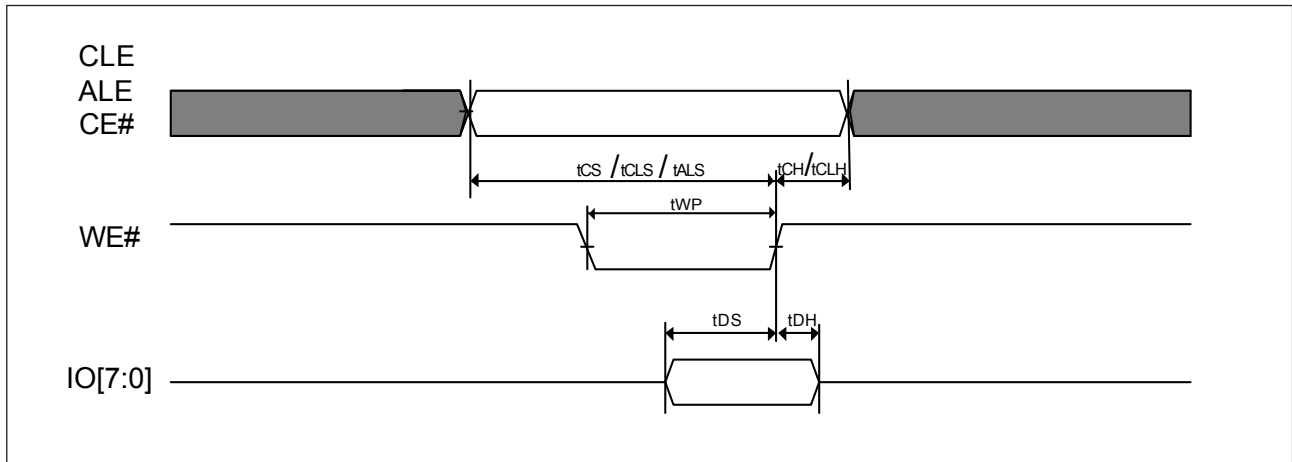 CLE
ALE
CE#
tCS / tCLS / tALS
tCH/tCLH
tWP
WE#
tDS
tDH
IO[7:0]